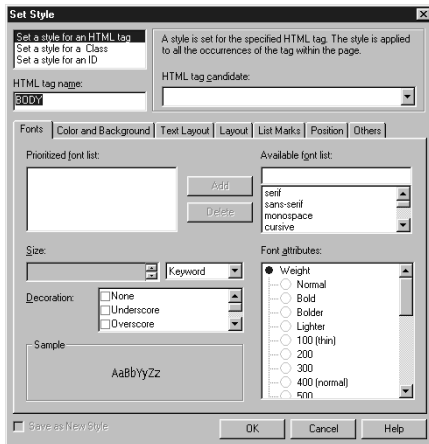 Set Style
Set a style for an HTML tag
Set a style for a Class
Set a style for an ID
A style is set for the specified HTML tag. The style is applied
to all the occurrences of the tag within the page.
HTML tag name:
BODY
HTML tag candidate:
Fonts Color and Background Text Layout Layout List Marks Position Others
Prioritized font list:
Available font list:
Add
Delete
serif
sans-serif
monospace
cursive
Size:
Keyword
Font attributes:
Weight
Normal
Bold
Bolder
Lighter
100 (thin)
200
300
400 (normal)
500
Decoration:
None
Underscore
Overscore
Sample
AaBbYyZz
Save as New Style
OK Cancel Help